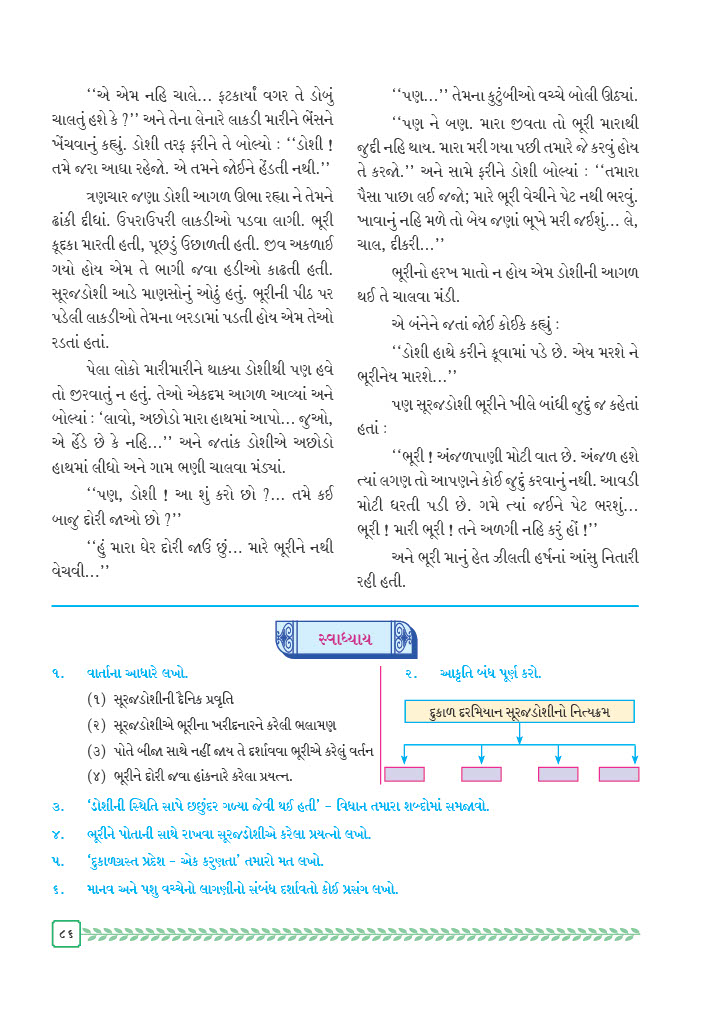 ‘‘એ એમ નહિ ચાલે... ફટકાર્યાં વગર તે ડોબું
ચાલતું હશે કે ?’’ અને તેના લેનારે લાકડી મારીને ભેંસને
ખેંચવાનું કહ્યું. ડોશી તરફ ફરીને તે બોલ્યો : ‘‘ડોશી !
તમે જરા આઘા રહેજો. એ તમને જોઈને હેંડતી નથી.’’
ત્રણચાર જણા ડોશી આગળ ઊભા રહ્યા ને તેમને
ઢાંકી દીધાં. ઉપરાઉપરી લાકડીઓ પડવા લાગી. ભૂરી
કૂદકા મારતી હતી, પૂછડું ઉછાળતી હતી. જીવ અકળાઈ
ગયો હોય એમ તે ભાગી જવા હડીઓ કાઢતી હતી.
સૂરજડોશી આડે માણસોનું ઓઠું હતું. ભૂરીની પીઠ પર
પડેલી લાકડીઓ તેમના બરડામાં પડતી હોય એમ તેઓ
રડતાં હતાં.
પેલા લોકો મારીમારીને થાક્યા ડોશીથી પણ હવે
તો જીરવાતું ન હતું. તેઓ એકદમ આગળ આવ્યાં અને
બોલ્યાં : ‘લાવો, અછોડો મારા હાથમાં આપો... જુઓ,
એ હેંડે છે કે નહિ...’’ અને જતાંક ડોશીએ અછોડો
હાથમાં લીધો અને ગામ ભણી ચાલવા મંડ્યાં.
‘‘પણ, ડોશી ! આ શું કરો છો ?... તમે કઈ
બાજુ દોરી જાઓ છો ?’’
‘‘હું મારા ઘેર દોરી જાઉં છું... મારે ભૂરીને નથી
વેચવી...’’
‘‘પણ...’’ તેમના કુટુંબીઓ વચ્ચે બોલી ઊઠ્યાં.
‘‘પણ ને બણ. મારા જીવતા તો ભૂરી મારાથી
જુદી નહિ થાય. મારા મરી ગયા પછી તમારે જે કરવું હોય
તે કરજો.’’ અને સામે ફરીને ડોશી બોલ્યાં : ‘‘તમારા
પૈસા પાછા લઈ જજો; મારે ભૂરી વેચીને પેટ નથી ભરવું.
ખાવાનું નહિ મળે તો બેય જણાં ભૂખે મરી જઈશું... લે,
ચાલ, દીકરી...’’
ભૂરીનો હરખ માતો ન હોય એમ ડોશીની આગળ
થઈ તે ચાલવા મંડી.
એ બંનેને જતાં જોઈ કોઈકે કહ્યું :
‘‘ડોશી હાથે કરીને કૂવામાં પડે છે. એય મરશે ને
ભૂરીનેય મારશે...’’
પણ સૂરજડોશી ભૂરીને ખીલે બાંધી જુદું જ કહેતાં
હતાં :
‘‘ભૂરી ! અંજળપાણી મોટી વાત છે. અંજળ હશે
ત્યાં લગણ તો આપણને કોઈ જુદું કરવાનું નથી. આવડી
મોટી ધરતી પડી છે. ગમે ત્યાં જઈને પેટ ભરશું...
ભૂરી ! મારી ભૂરી ! તને અળગી નહિ કરું હોં !’’
અને ભૂરી માનું હેત ઝીલતી હર્ષનાં આંસુ નિતારી
રહી હતી.
સ્વાધ્યાય
૧. વાર્તાના આધારે લખો.
(૧) સૂરજડોશીની દૈનિક પ્રવૃતિ
(૨) સૂરજડોશીએ ભૂરીના ખરીદનારને કરેલી ભલામણ
(૩) પોતે બીજા સાથે નહીં જાય તે દર્શાવવા ભૂરીએ કરેલું વર્તન
(૪) ભૂરીને દોરી જવા હાંકનારે કરેલા પ્રયત્ન.
૨. આકૃતિ બંધ પૂર્ણ કરો.
દુકાળ દરમિયાન સૂરજડોશીનો નિત્યક્રમ
૩. ‘ડોશીની સ્થિતિ સાપે છછુંદર ગળ્યા જેવી થઈ હતી’ – વિધાન તમારા શબ્દોમાં સમજાવો.
૪. ભૂરીને પોતાની સાથે રાખવા સૂરજડોશીએ કરેલા પ્રયત્નો લખો.
૫. ‘દુકાળગ્રસ્ત પ્રદેશ – એક કરુણતા’ તમારો મત લખો.
૬. માનવ અને પશુ વચ્ચેનો લાગણીનો સંબંધ દર્શાવતો કોઈ પ્રસંગ લખો.
૮૬